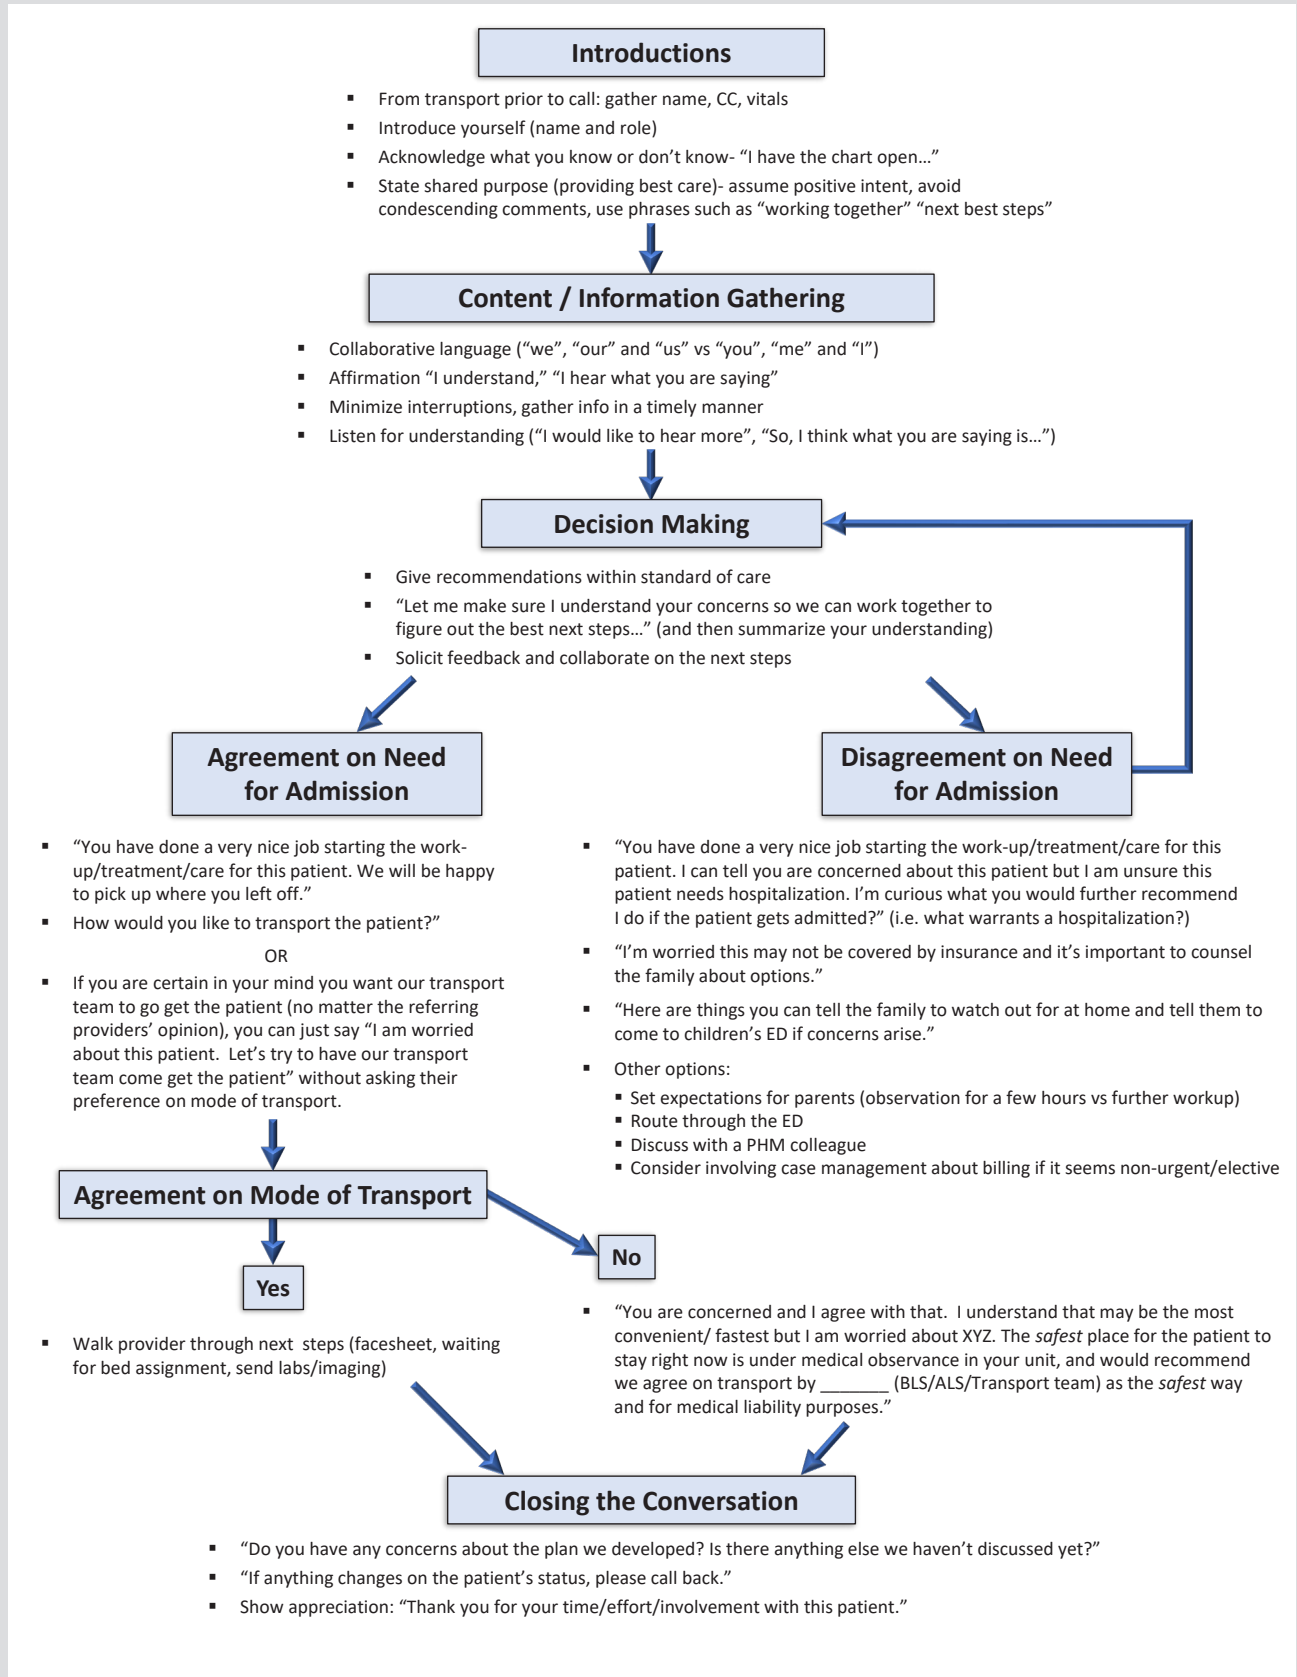 Introductions
▪ From transport prior to call: gather name, CC, vitals
▪ Introduce yourself (name and role)
▪ Acknowledge what you know or don’t know- “I have the chart open…”
▪ State shared purpose (providing best care)- assume positive intent, avoid
condescending comments, use phrases such as “working together” “next best steps”
Content / Information Gathering
▪ Collaborative language (“we”, “our” and “us” vs “you”, “me” and “I”)
▪ Affirmation “I understand,” “I hear what you are saying”
▪ Minimize interruptions, gather info in a timely manner
▪ Listen for understanding (“I would like to hear more”, “So, I think what you are saying is…”)
Decision Making
▪ Give recommendations within standard of care
▪ “Let me make sure I understand your concerns so we can work together to
figure out the best next steps…” (and then summarize your understanding)
▪ Solicit feedback and collaborate on the next steps
Agreement on Need
for Admission
▪ “You have done a very nice job starting the work-
up/treatment/care for this patient. We will be happy
to pick up where you left off.”
▪ How would you like to transport the patient?”
OR
▪ If you are certain in your mind you want our transport
team to go get the patient (no matter the referring
providers’ opinion), you can just say “I am worried
about this patient.  Let’s try to have our transport
team come get the patient” without asking their
preference on mode of transport.
Disagreement on Need
for Admission
▪ “You have done a very nice job starting the work-up/treatment/care for this
patient. I can tell you are concerned about this patient but I am unsure this
patient needs hospitalization. I’m curious what you would further recommend
I do if the patient gets admitted?” (i.e. what warrants a hospitalization?)
▪ “I’m worried this may not be covered by insurance and it’s important to counsel
the family about options.”
▪ “Here are things you can tell the family to watch out for at home and tell them to
come to children’s ED if concerns arise.”
▪ Other options:
▪ Set expectations for parents (observation for a few hours vs further workup)
▪ Route through the ED
▪ Discuss with a PHM colleague
▪ Consider involving case management about billing if it seems non-urgent/elective
Agreement on Mode of Transport
Yes
▪ Walk provider through next  steps (facesheet, waiting
for bed assignment, send labs/imaging)
No
▪ “You are concerned and I agree with that.  I understand that may be the most
convenient/ fastest but I am worried about XYZ. The safest place for the patient to
stay right now is under medical observance in your unit, and would recommend
we agree on transport by _______ (BLS/ALS/Transport team) as the safest way
and for medical liability purposes.”
Closing the Conversation
▪ “Do you have any concerns about the plan we developed? Is there anything else we haven’t discussed yet?”
▪ “If anything changes on the patient’s status, please call back.”
▪ Show appreciation: “Thank you for your time/effort/involvement with this patient.”